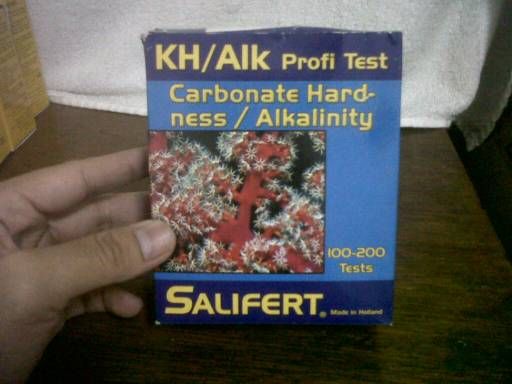 KH/Alk Profi Test
Carbonate Hard-
ness / Alkalinity
100-200
Tests
SALIFERT® Made in Holland